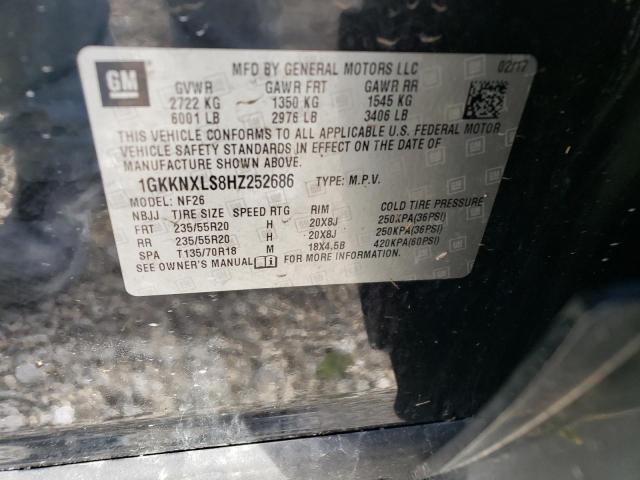 GM
MFD BY GENERAL MOTORS LLC 02/17
GVWR GAWR FRT GAWR RR
2722 KG 1350 KG 1545 KG
6001 LB 2976 LB 3406 LB
THIS VEHICLE CONFORMS TO ALL APPLICABLE U.S. FEDERAL MOTOR
VEHICLE SAFETY STANDARDS IN EFFECT ON THE DATE OF
MANUFACTURE SHOWN ABOVE.
1GKKNXLS8HZ252686 TYPE: M.P.V.
MODEL: NF26
NBJJ TIRE SIZE SPEED RTG RIM COLD TIRE PRESSURE
FRT 235/55R20 H 20X8J 250KPA(36PSI)
RR 235/55R20 H 20X8J 250KPA(36PSI)
SPA T135/70R18 M 18X4.5B 420KPA(60PSI)
SEE OWNER'S MANUAL FOR MORE INFORMATION.